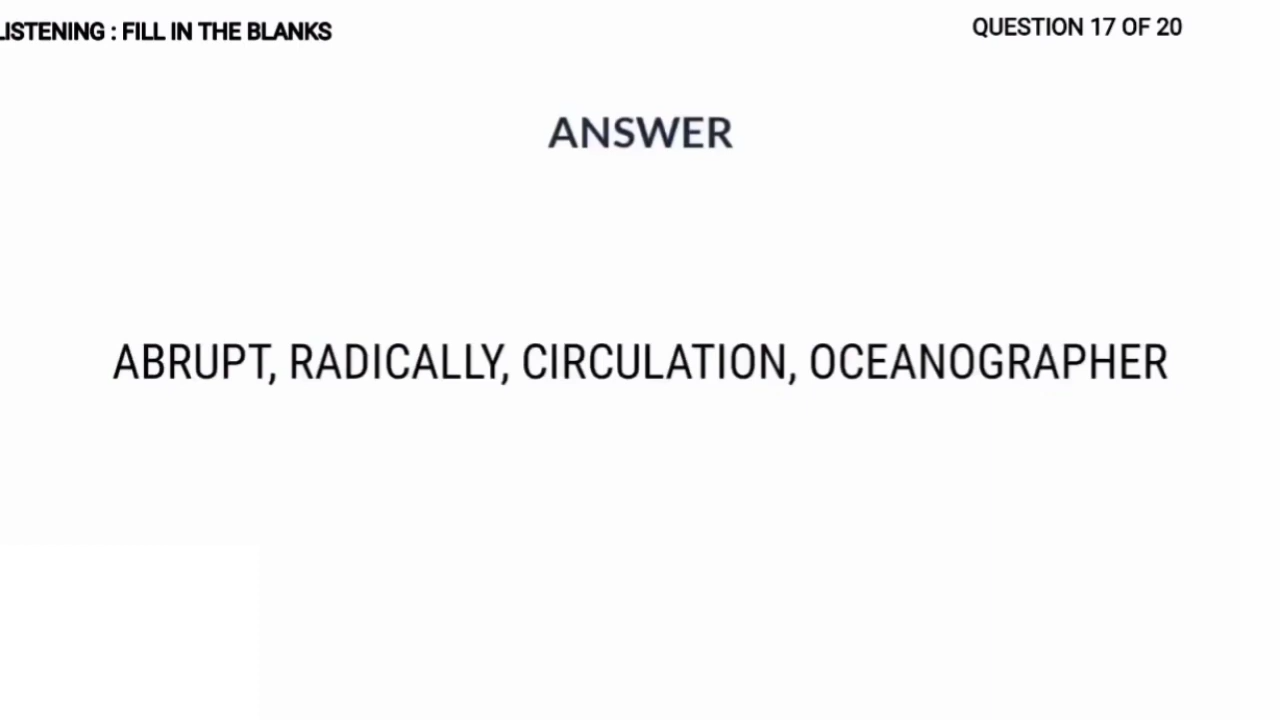 LISTENING : FILL IN THE BLANKS
QUESTION 17 OF 20
ANSWER
ABRUPT, RADICALLY, CIRCULATION, OCEANOGRAPHER